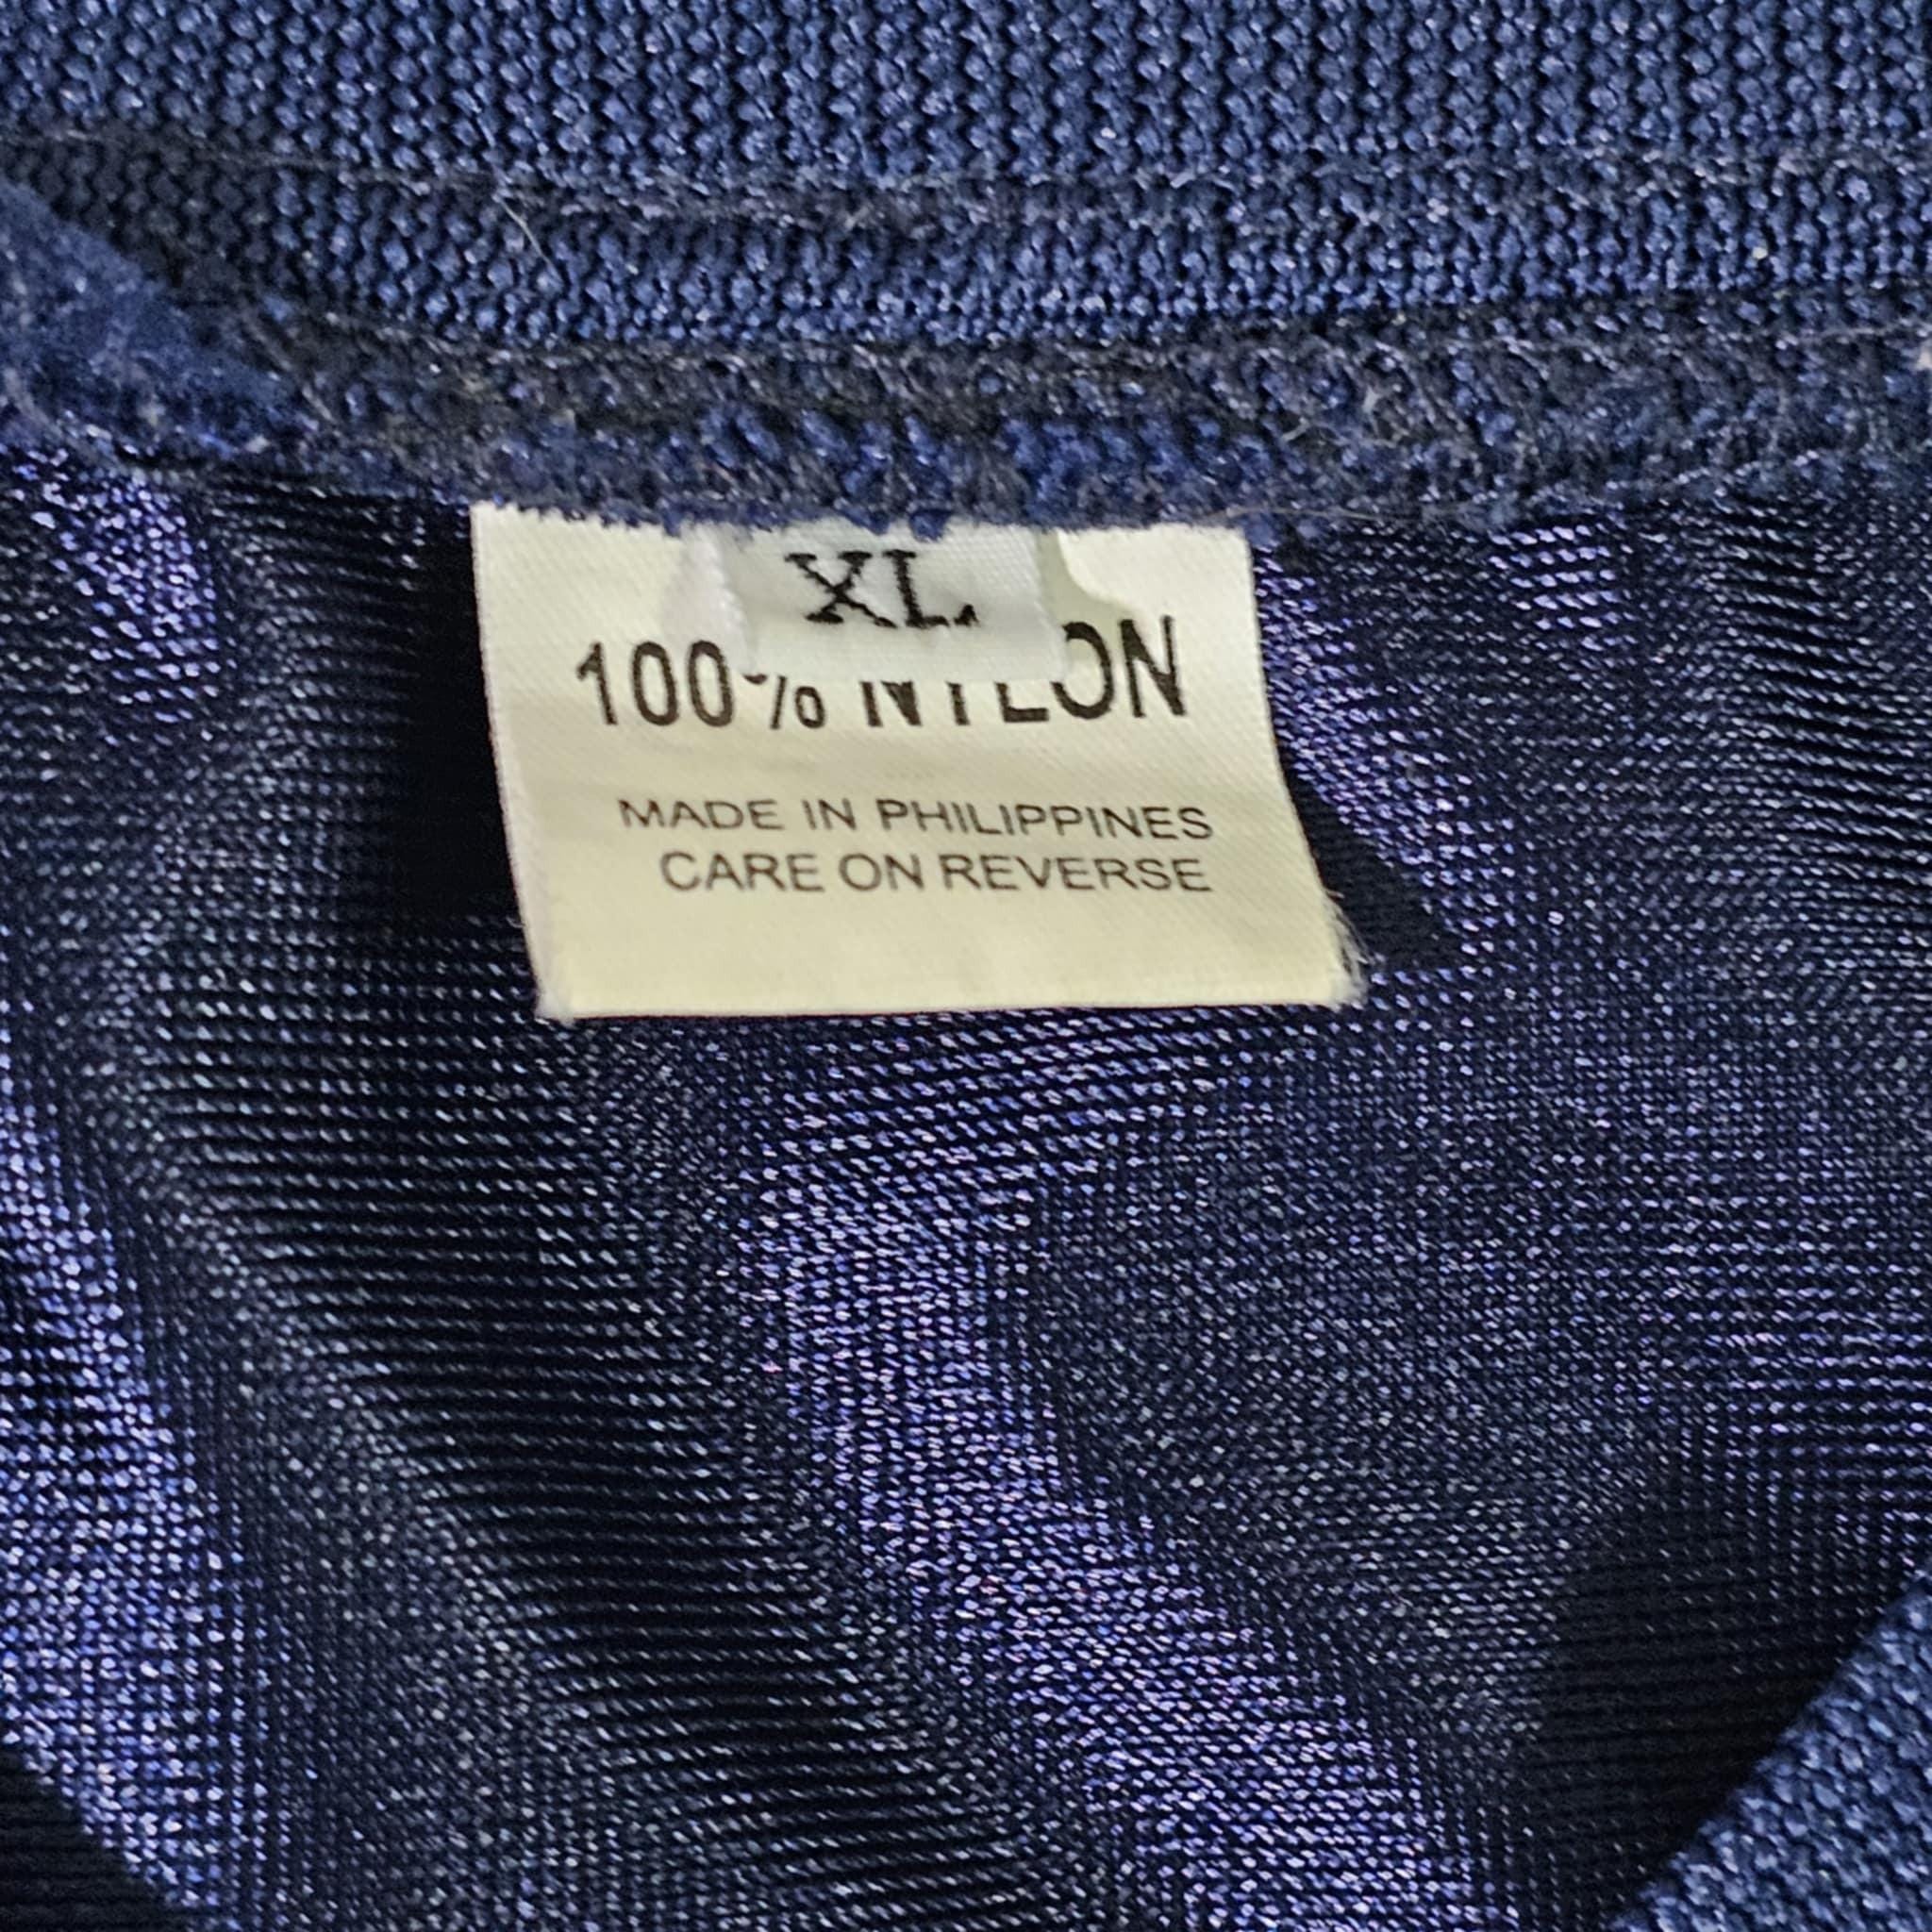 XL
100% NYLON
MADE IN PHILIPPINES
CARE ON REVERSE